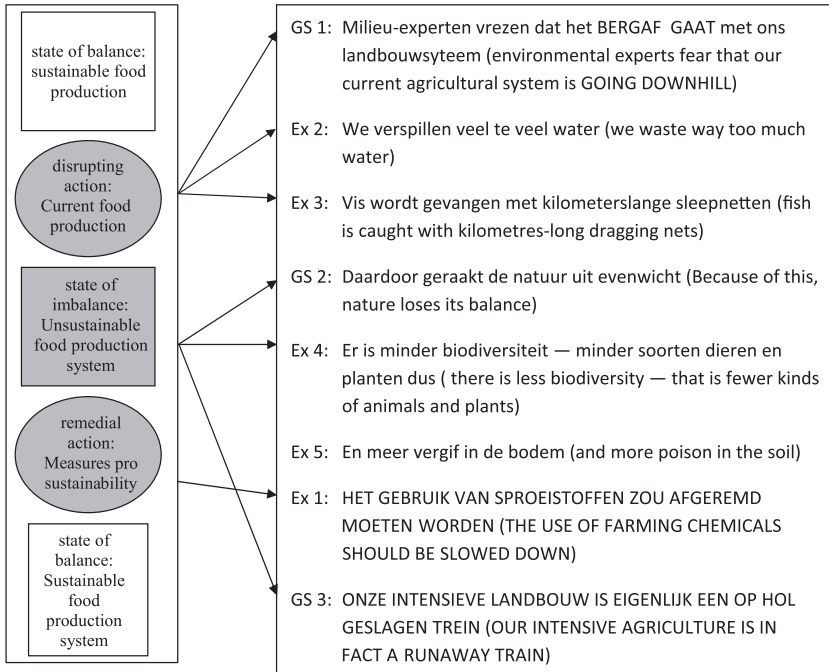 state of balance:
sustainable food
production
disrupting
action:
Current food
production
state of
imbalance:
Unsustainable
food production
system
remedial
action:
Measures pro
sustainability
state of
balance:
Sustainable
food
production
system
GS 1: Milieu-experten vrezen dat het BERGAF GAAT met ons
landbouwsyteem (environmental experts fear that our
current agricultural system is GOING DOWNHILL)
Ex 2: We verspillen veel te veel water (we waste way too much
water)
Ex 3: Vis wordt gevangen met kilometerslange sleepnetten (fish
is caught with kilometres-long dragging nets)
GS 2: Daardoor geraakt de natuur uit evenwicht (Because of this,
nature loses its balance)
Ex 4: Er is minder biodiversiteit — minder soorten dieren en
planten dus ( there is less biodiversity — that is fewer kinds
of animals and plants)
Ex 5: En meer vergif in de bodem (and more poison in the soil)
Ex 1: HET GEBRUIK VAN SPROEISTOFFEN ZOU AFGEREMD
MOETEN WORDEN (THE USE OF FARMING CHEMICALS
SHOULD BE SLOWED DOWN)
GS 3: ONZE INTENSIEVE LANDBOUW IS EIGENLIJK EEN OP HOL
GESLAGEN TREIN (OUR INTENSIVE AGRICULTURE IS IN
FACT A RUNAWAY TRAIN)